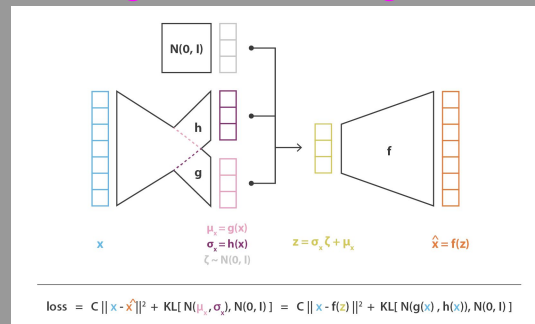 N(0, I)
h
g
f
x
μₓ = g(x)
σₓ = h(x)
ζ ~ N(0, I)
z = σₓ ζ + μₓ
x̂ = f(z)
loss = C || x - x̂ ||² + KL[ N(μₓ, σₓ), N(0, I) ] = C || x - f(z) ||² + KL[ N(g(x) , h(x)), N(0, I) ]